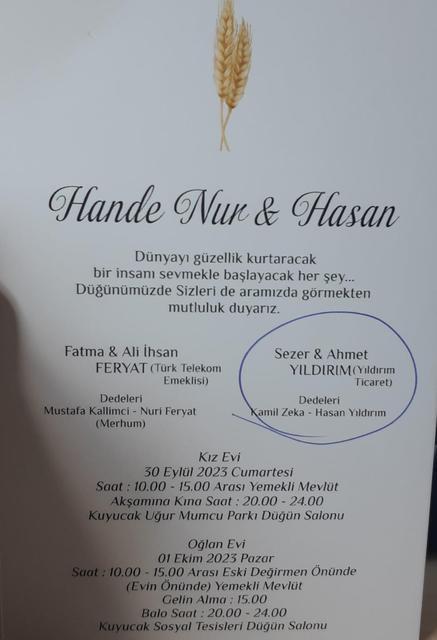 Hande Nur & Hasan
Dünyayı güzellik kurtaracak
bir insanı sevmekle başlayacak her şey...
Düğünümüzde Sizleri de aramızda görmekten
mutluluk duyarız.
Fatma & Ali İhsan
FERYAT (Türk Telekom
Emeklisi)
Dedeleri
Mustafa Kallimci - Nuri Feryat
(Merhum)
Sezer & Ahmet
YILDIRIM (Yıldırım
Ticaret)
Dedeleri
Kamil Zeka - Hasan Yıldırım
Kız Evi
30 Eylül 2023 Cumartesi
Saat : 10.00 - 15.00 Arası Yemekli Mevlüt
Akşamına Kına Saat : 20.00 - 24.00
Kuyucak Uğur Mumcu Parkı Düğün Salonu
Oğlan Evi
01 Ekim 2023 Pazar
Saat : 10.00 - 15.00 Arası Eski Değirmen Önünde
(Evin Önünde) Yemekli Mevlüt
Gelin Alma : 15.00
Balo Saat : 20.00 - 24.00
Kuyucak Sosyal Tesisleri Düğün Salonu